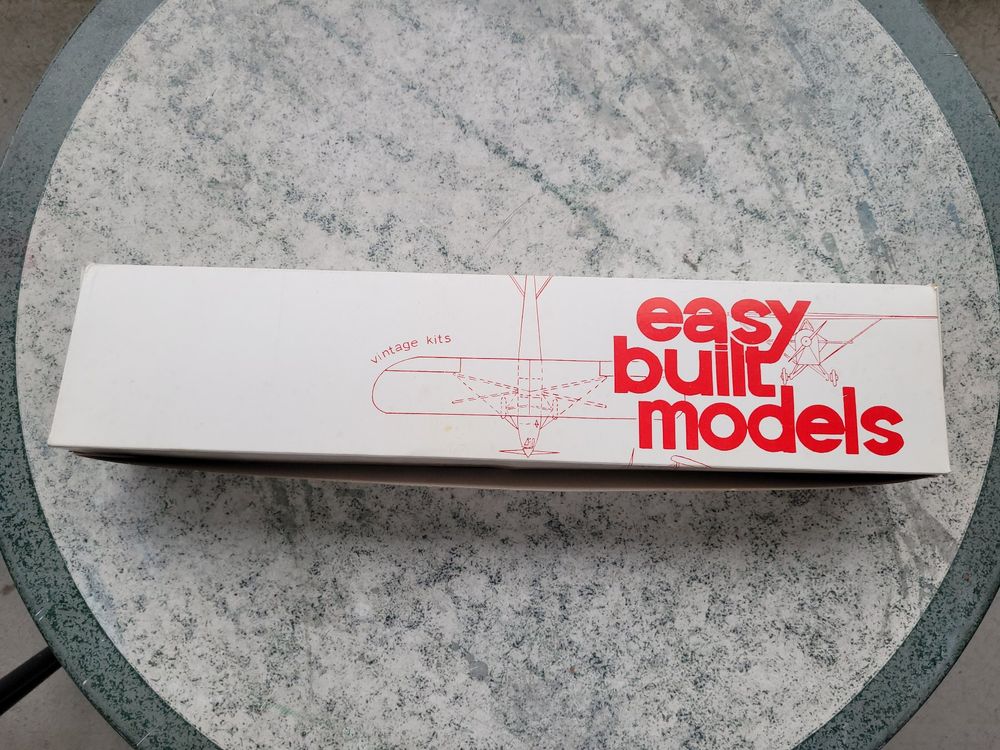 vintage kits
easy
built
models